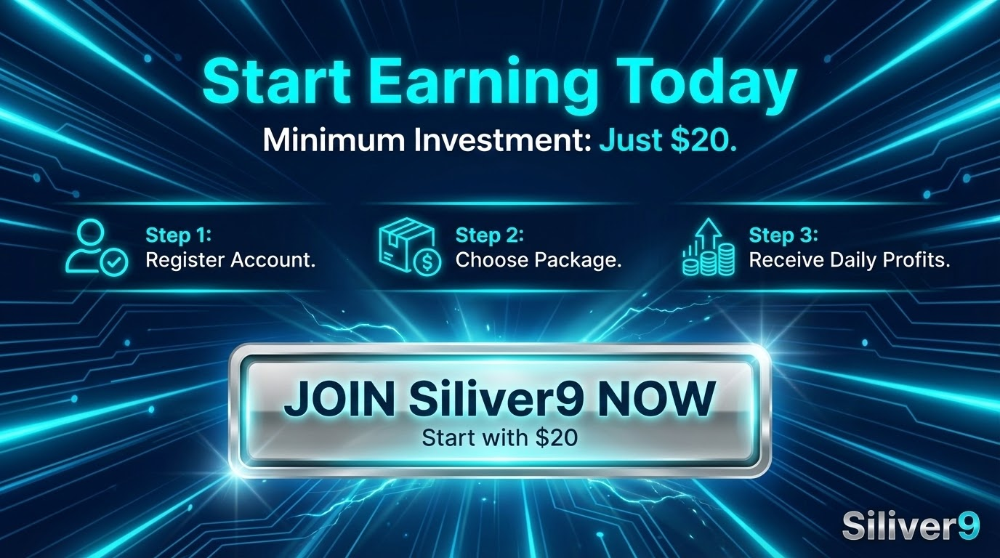 Start Earning Today
Minimum Investment: Just $20.
Step 1:
Register Account.
Step 2:
Choose Package.
Step 3:
Receive Daily Profits.
JOIN Siliver9 NOW
Start with $20
Siliver9